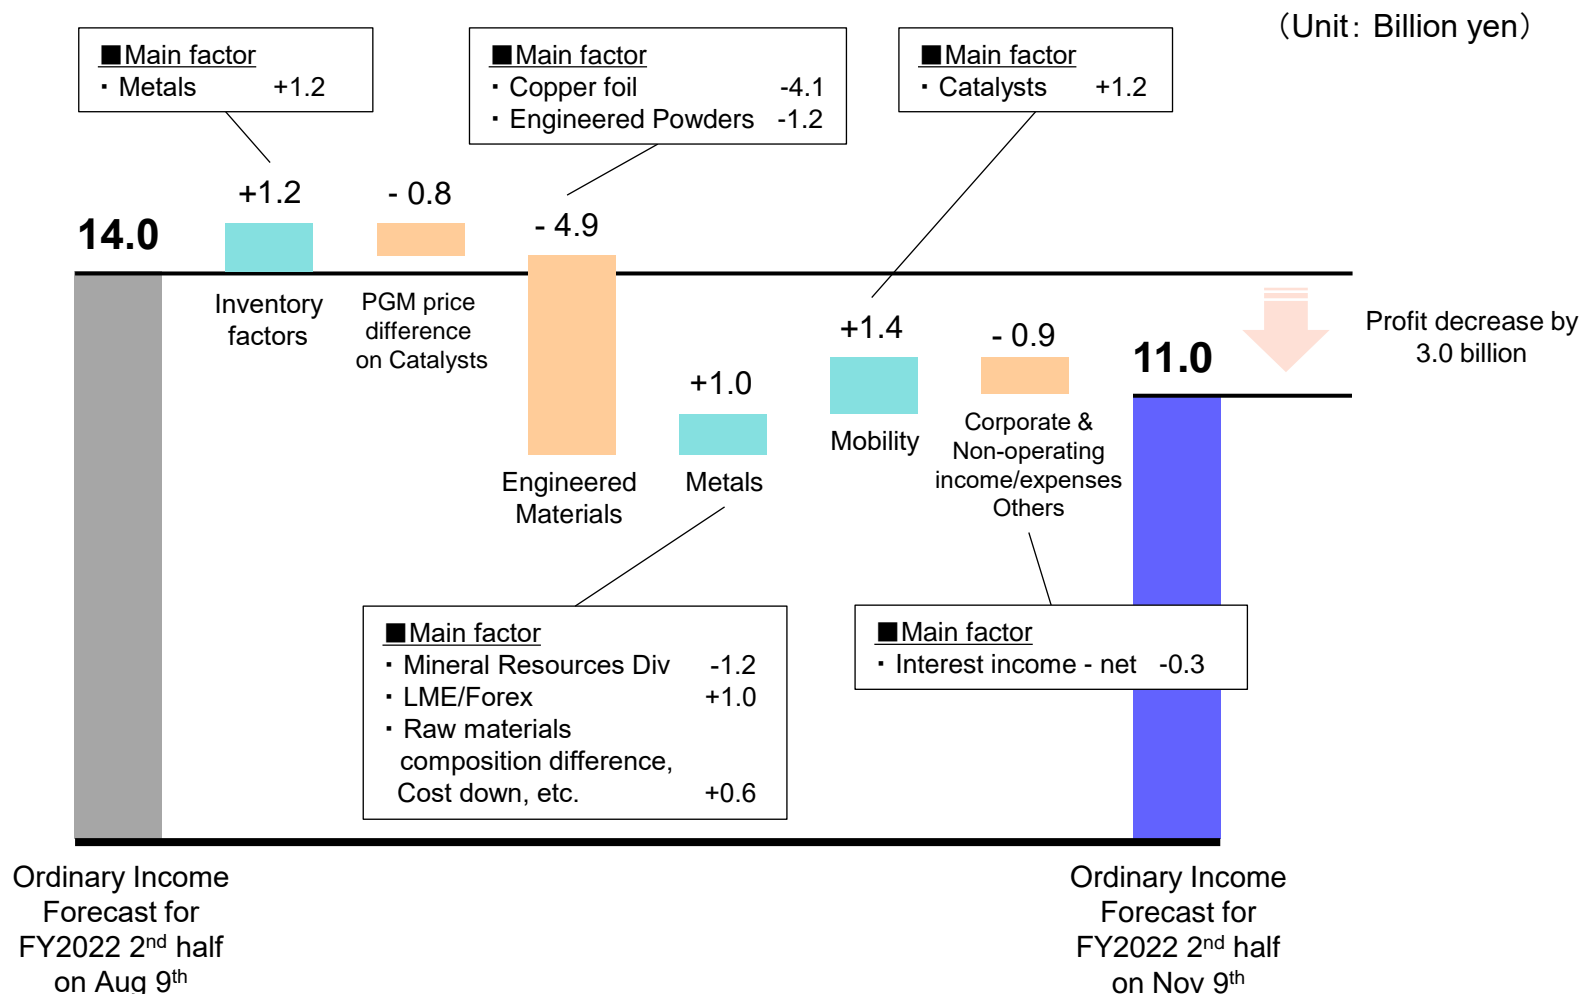 （Unit： Billion yen）
■Main factor
・Metals +1.2
■Main factor
・Copper foil -4.1
・Engineered Powders -1.2
■Main factor
・Catalysts +1.2
14.0
+1.2
Inventory
factors
- 0.8
PGM price
difference
on Catalysts
- 4.9
Engineered
Materials
+1.0
Metals
+1.4
Mobility
- 0.9
Corporate &
Non-operating
income/expenses
Others
11.0
Profit decrease by
3.0 billion
■Main factor
・Mineral Resources Div -1.2
・LME/Forex +1.0
・Raw materials
composition difference,
Cost down, etc. +0.6
■Main factor
・Interest income - net -0.3
Ordinary Income
Forecast for
FY2022 2nd half
on Aug 9th
Ordinary Income
Forecast for
FY2022 2nd half
on Nov 9th